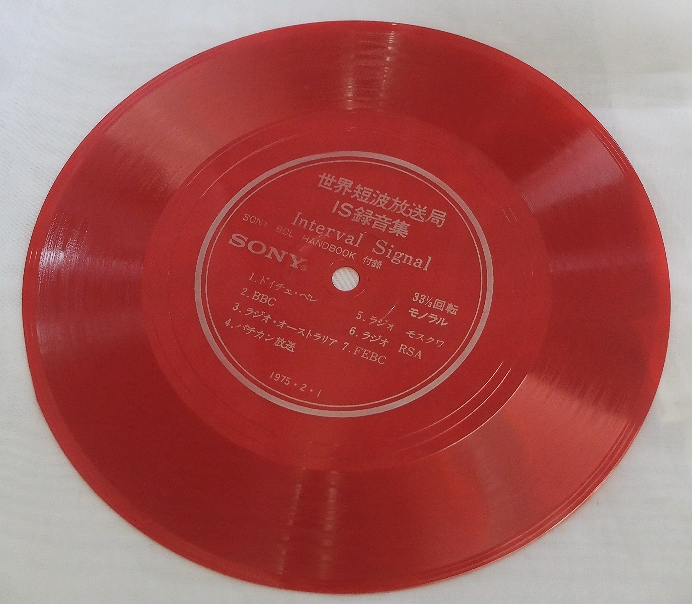 世界短波放送局
IS録音集
Interval Signal
SONY BCL HANDBOOK 付録
SONY®
33⅓回転
モノラル
1.ドイチェ・ベレ
2.BBC
3.ラジオ・オーストラリア
4.バチカン放送
5.ラジオ モスクワ
6.ラジオ RSA
7.FEBC
1975・2・1